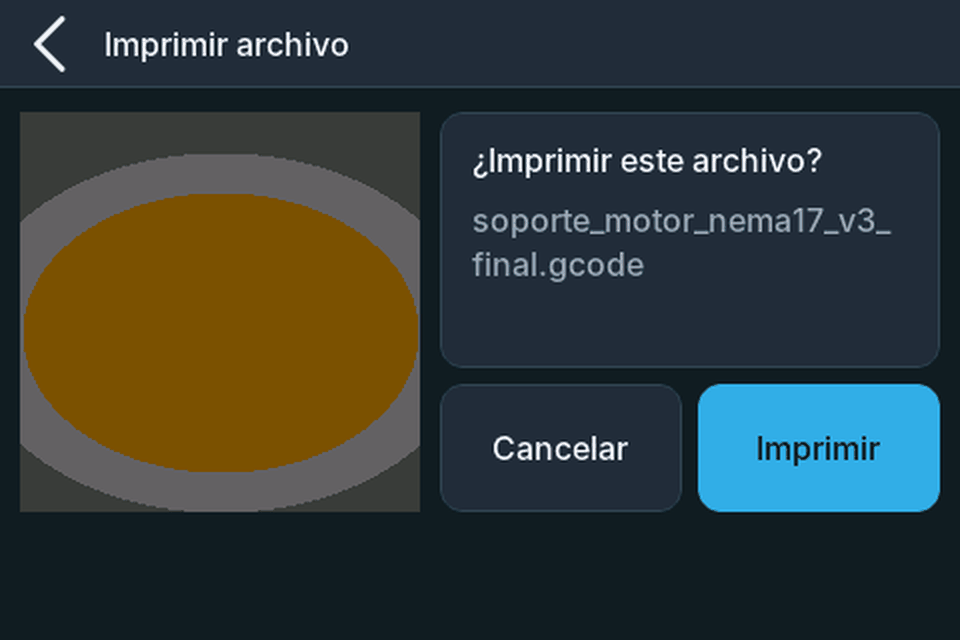 Imprimir archivo
¿Imprimir este archivo?
soporte_motor_nema17_v3_
final.gcode
Cancelar
Imprimir